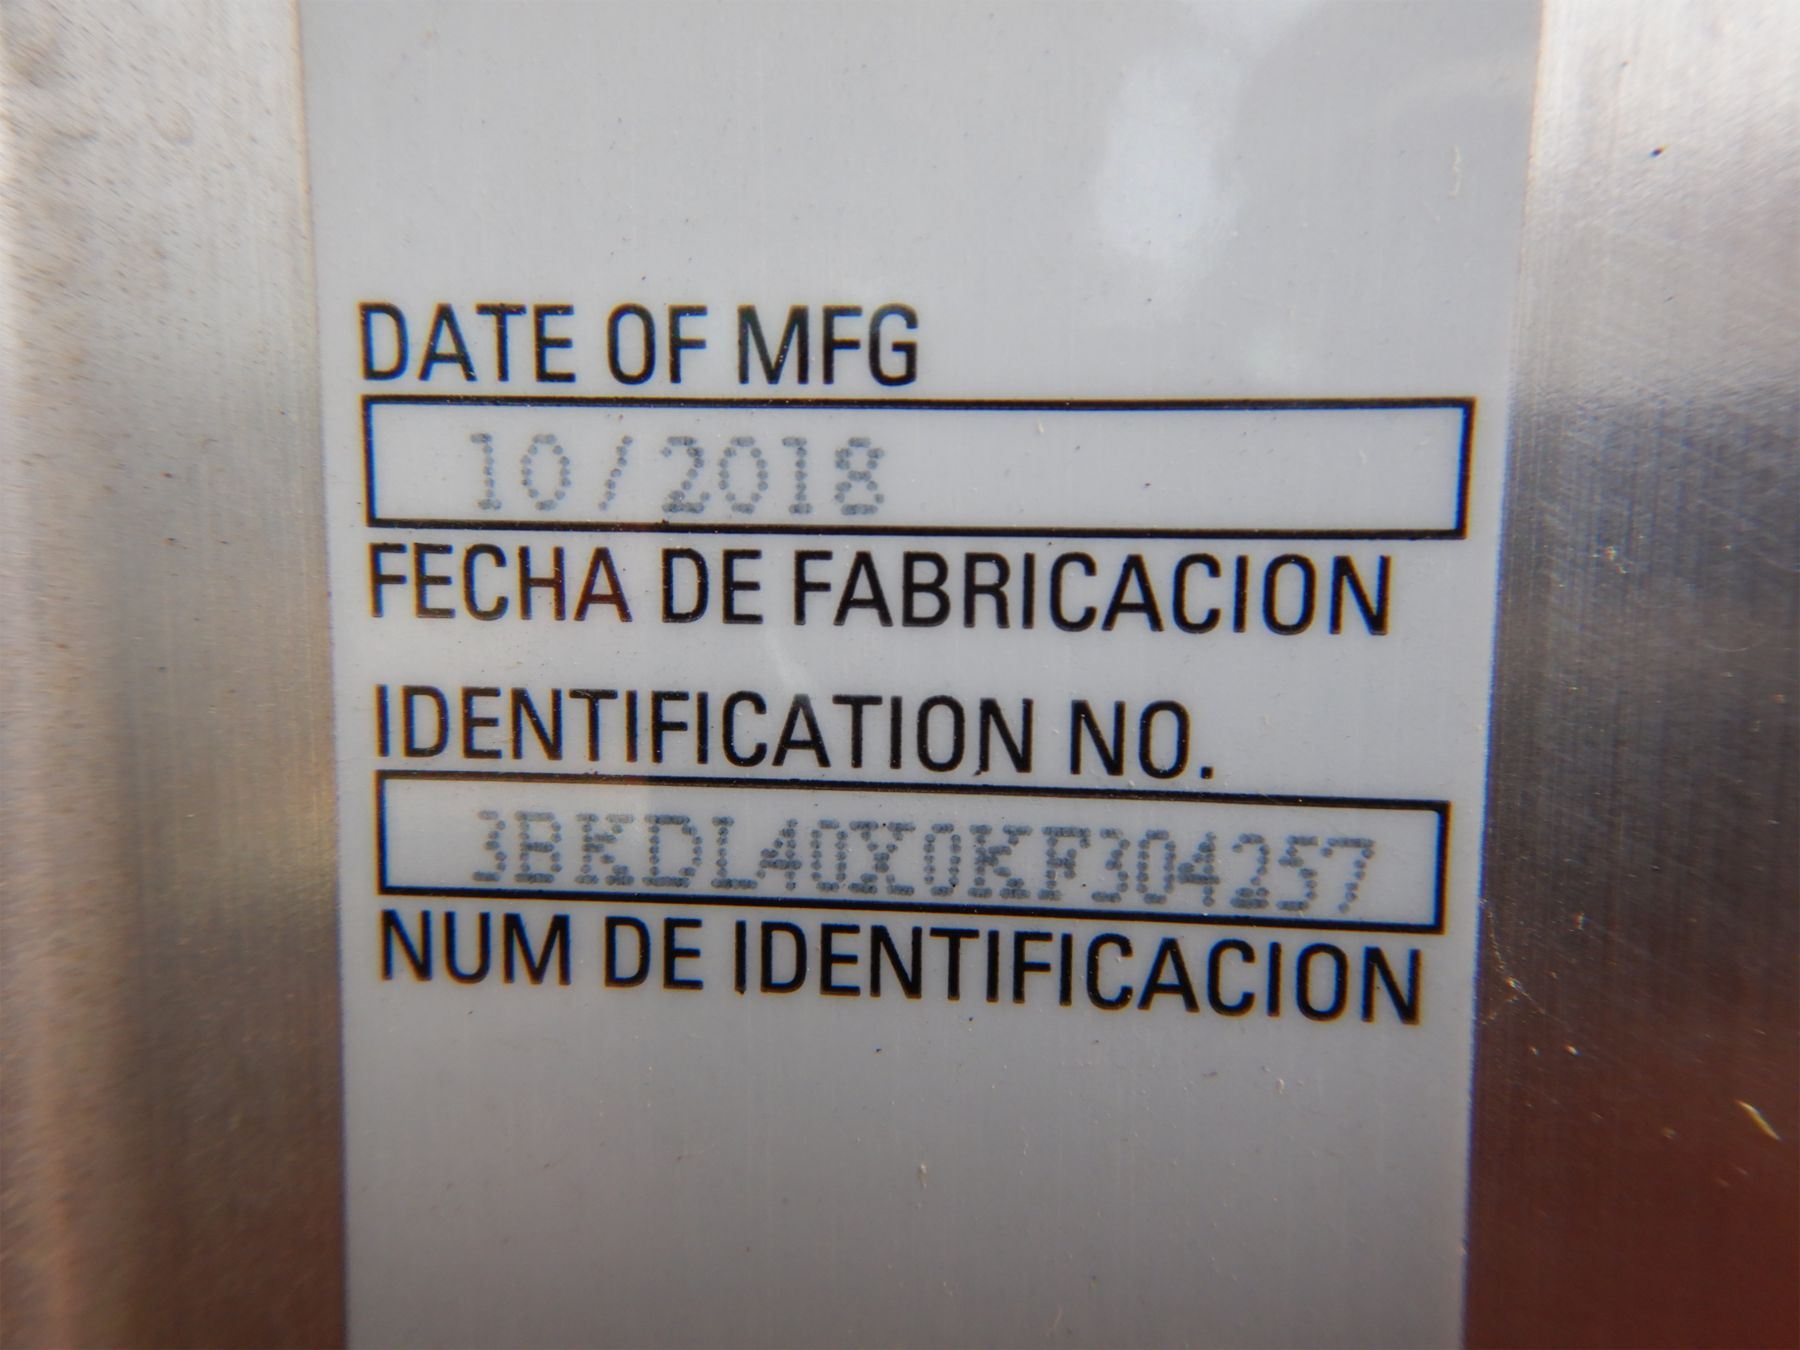 DATE OF MFG
10/2018
FECHA DE FABRICACION
IDENTIFICATION NO.
3BKDL40X0KF304257
NUM DE IDENTIFICACION